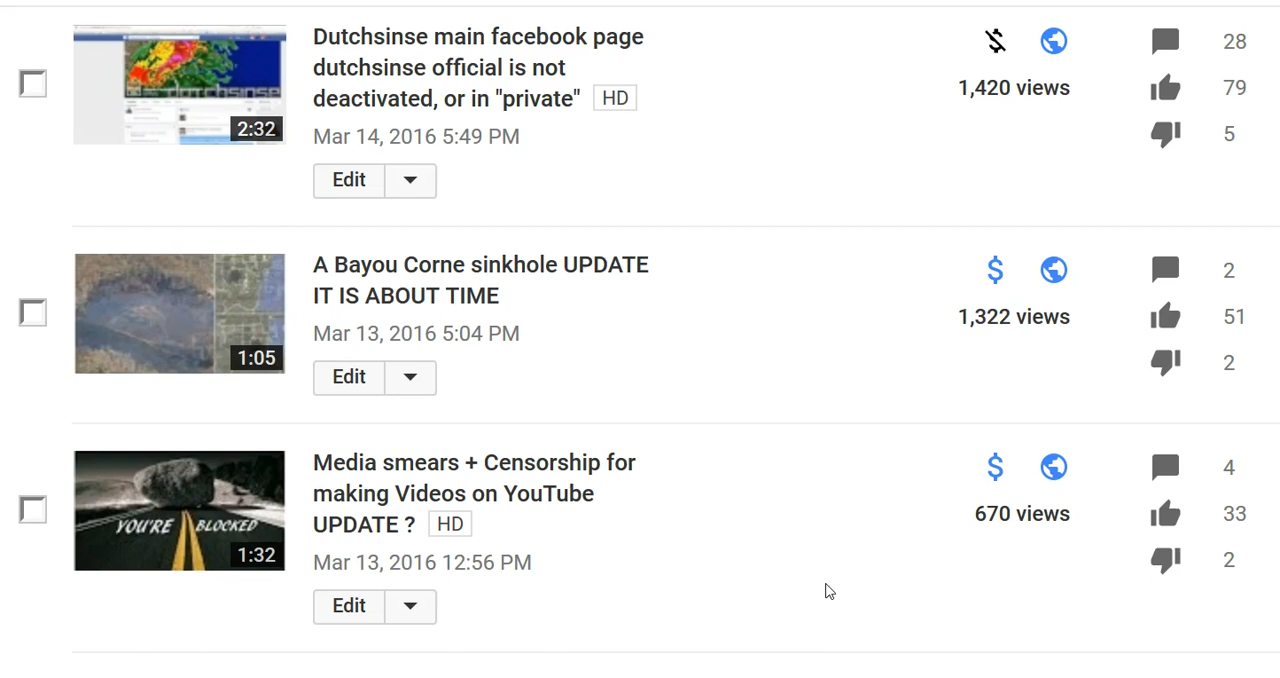 Dutchsinse main facebook page
dutchsinse official is not
deactivated, or in "private" HD
Mar 14, 2016 5:49 PM
Edit
dutchsinse
2:32
1,420 views
28
79
5
A Bayou Corne sinkhole UPDATE
IT IS ABOUT TIME
Mar 13, 2016 5:04 PM
Edit
1:05
$
1,322 views
2
51
2
Media smears + Censorship for
making Videos on YouTube
UPDATE ? HD
Mar 13, 2016 12:56 PM
Edit
YOU'RE BLOCKED
1:32
$
670 views
4
33
2